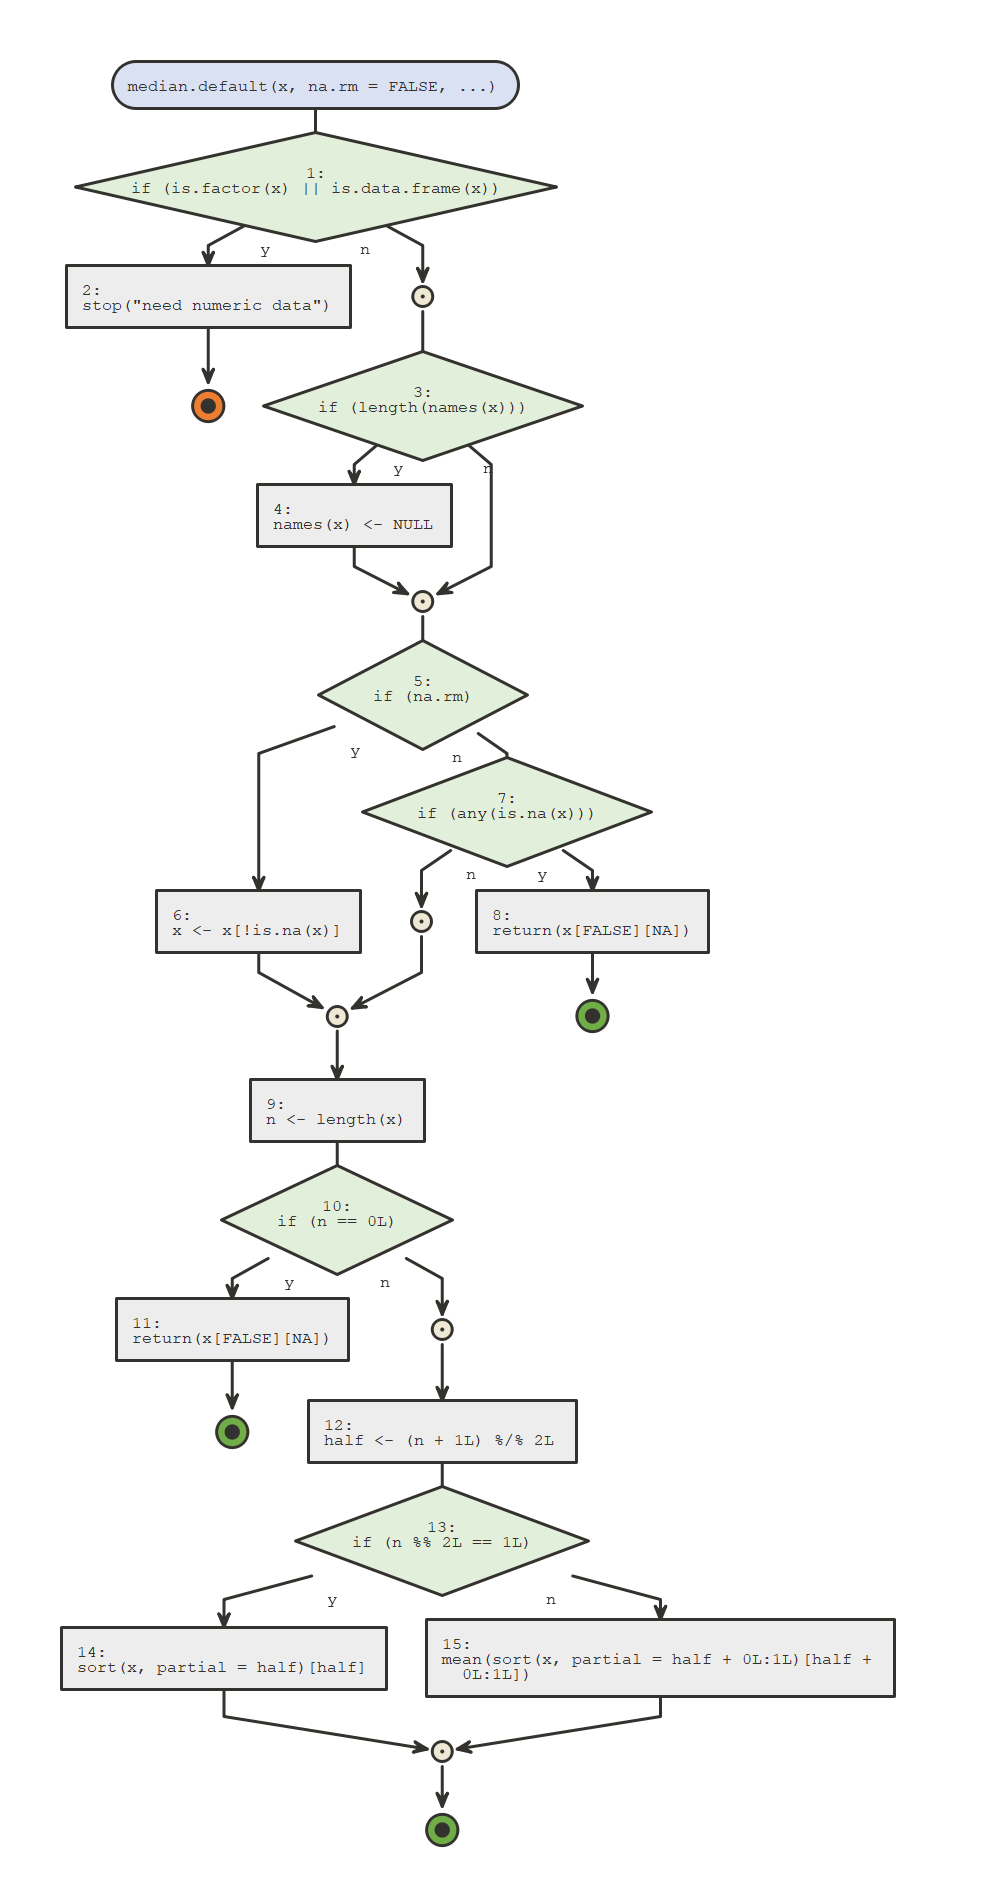 median.default(x, na.rm = FALSE, ...)
1:
if (is.factor(x) || is.data.frame(x))
y
n
2:
stop("need numeric data")
3:
if (length(names(x)))
y
n
4:
names(x) <- NULL
5:
if (na.rm)
y
n
7:
if (any(is.na(x)))
n
y
6:
x <- x[!is.na(x)]
8:
return(x[FALSE][NA])
9:
n <- length(x)
10:
if (n == 0L)
y
n
11:
return(x[FALSE][NA])
12:
half <- (n + 1L) %/% 2L
13:
if (n %% 2L == 1L)
y
n
14:
sort(x, partial = half)[half]
15:
mean(sort(x, partial = half + 0L:1L)[half +
0L:1L])